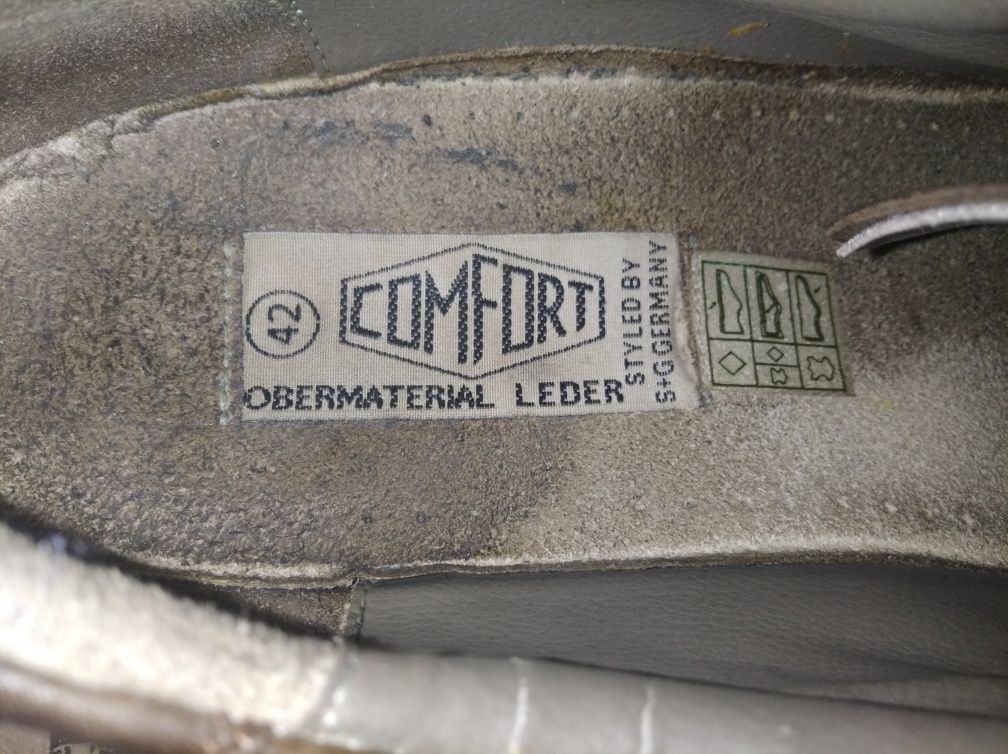 42
COMFORT
OBERMATERIAL LEDER
STYLED BY
S+G GERMANY